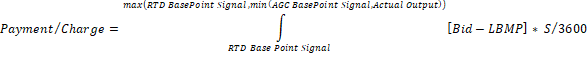 max(RTD BasePoint Signal,min(AGC BasePoint Signal,Actual Output))
Payment/Charge = ∫ [Bid − LBMP] * S/3600
RTD Base Point Signal